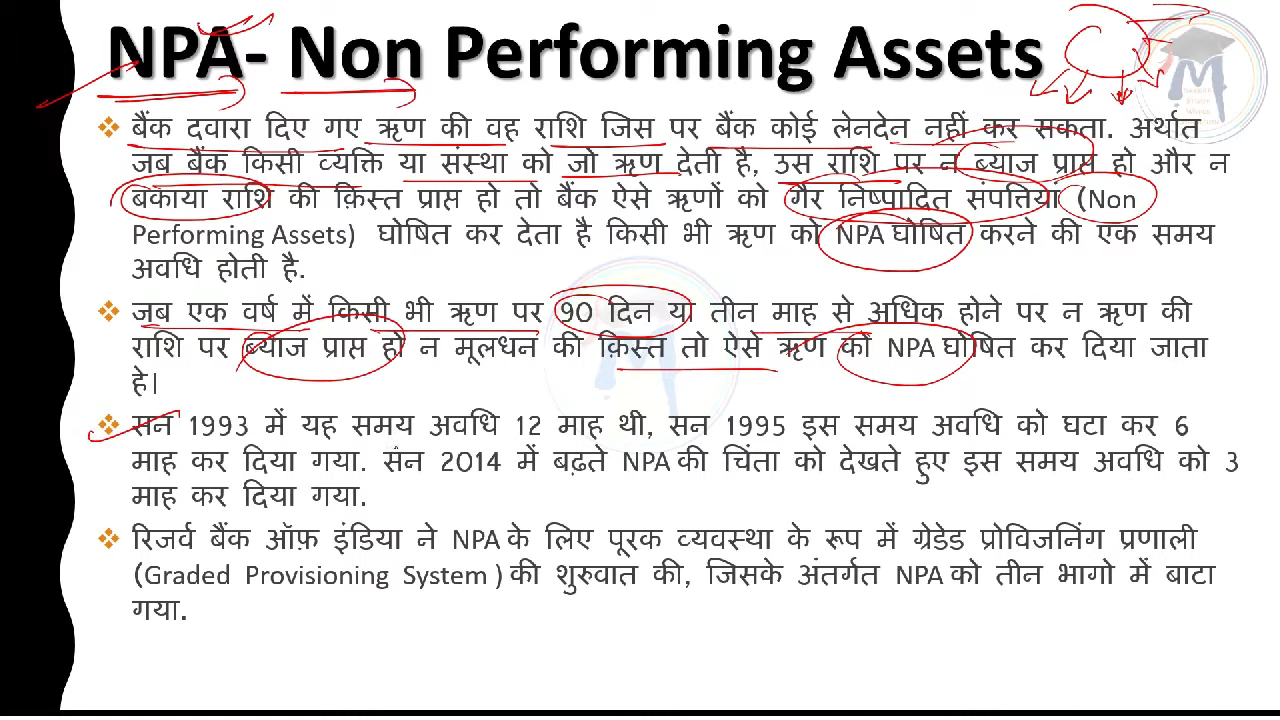 NPA- Non Performing Assets
बैंक दवारा दिए गए ऋण की वह राशि जिस पर बैंक कोई लेनदेन नहीं कर सकता. अर्थात
जब बैंक किसी व्यक्ति या संस्था को जो ऋण देती है, उस राशि पर न ब्याज प्राप्त हो और न
बकाया राशि की क़िस्त प्राप्त हो तो बैंक ऐसे ऋणों को गैर निष्पादित संपत्तियां (Non
Performing Assets) घोषित कर देता है किसी भी ऋण को NPA घोषित करने की एक समय
अवधि होती है.
जब एक वर्ष में किसी भी ऋण पर 90 दिन या तीन माह से अधिक होने पर न ऋण की
राशि पर ब्याज प्राप्त हो न मूलधन की क़िस्त तो ऐसे ऋण को NPA घोषित कर दिया जाता
हे।
सन 1993 में यह समय अवधि 12 माह थी, सन 1995 इस समय अवधि को घटा कर 6
माह कर दिया गया. संन 2014 में बढ़ते NPA की चिंता को देखते हुए इस समय अवधि को 3
माह कर दिया गया.
रिजर्व बैंक ऑफ़ इंडिया ने NPA के लिए पूरक व्यवस्था के रूप में ग्रेडेड प्रोविजनिंग प्रणाली
(Graded Provisioning System ) की शुरुवात की, जिसके अंतर्गत NPA को तीन भागो में बाटा
गया.